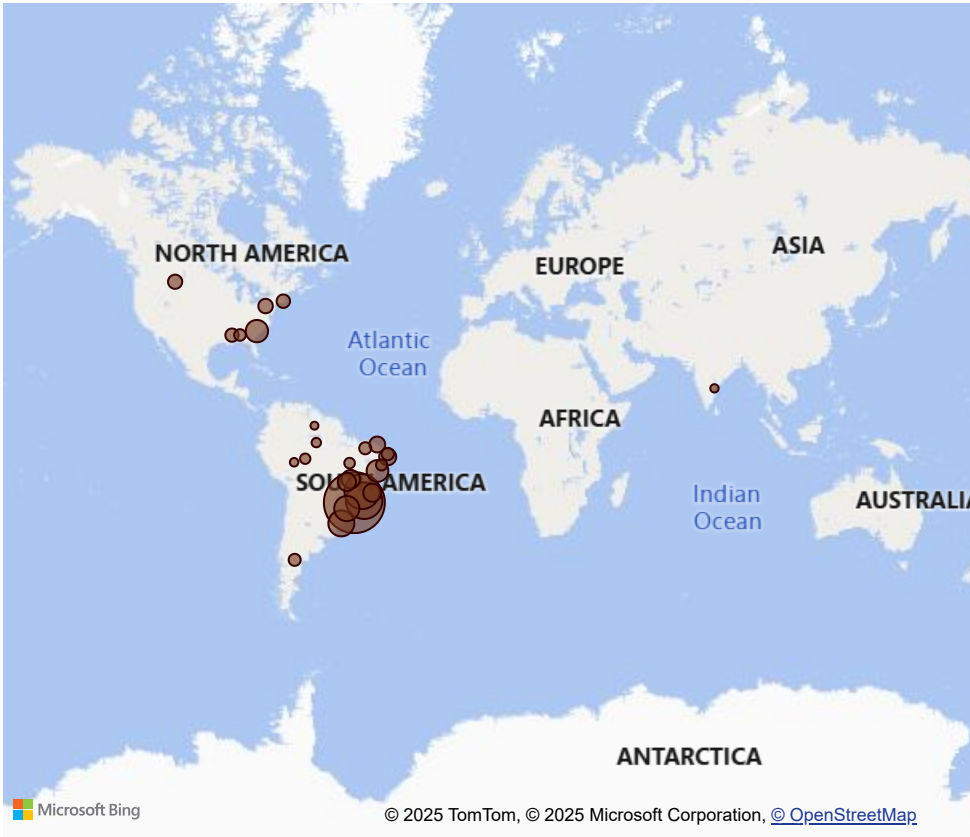 NORTH AMERICA
ASIA
EUROPE
Atlantic
Ocean
AFRICA
AMERICA
Indian
Ocean
AUSTRALIA
ANTARCTICA
Microsoft Bing
© 2025 TomTom, © 2025 Microsoft Corporation, © OpenStreetMap